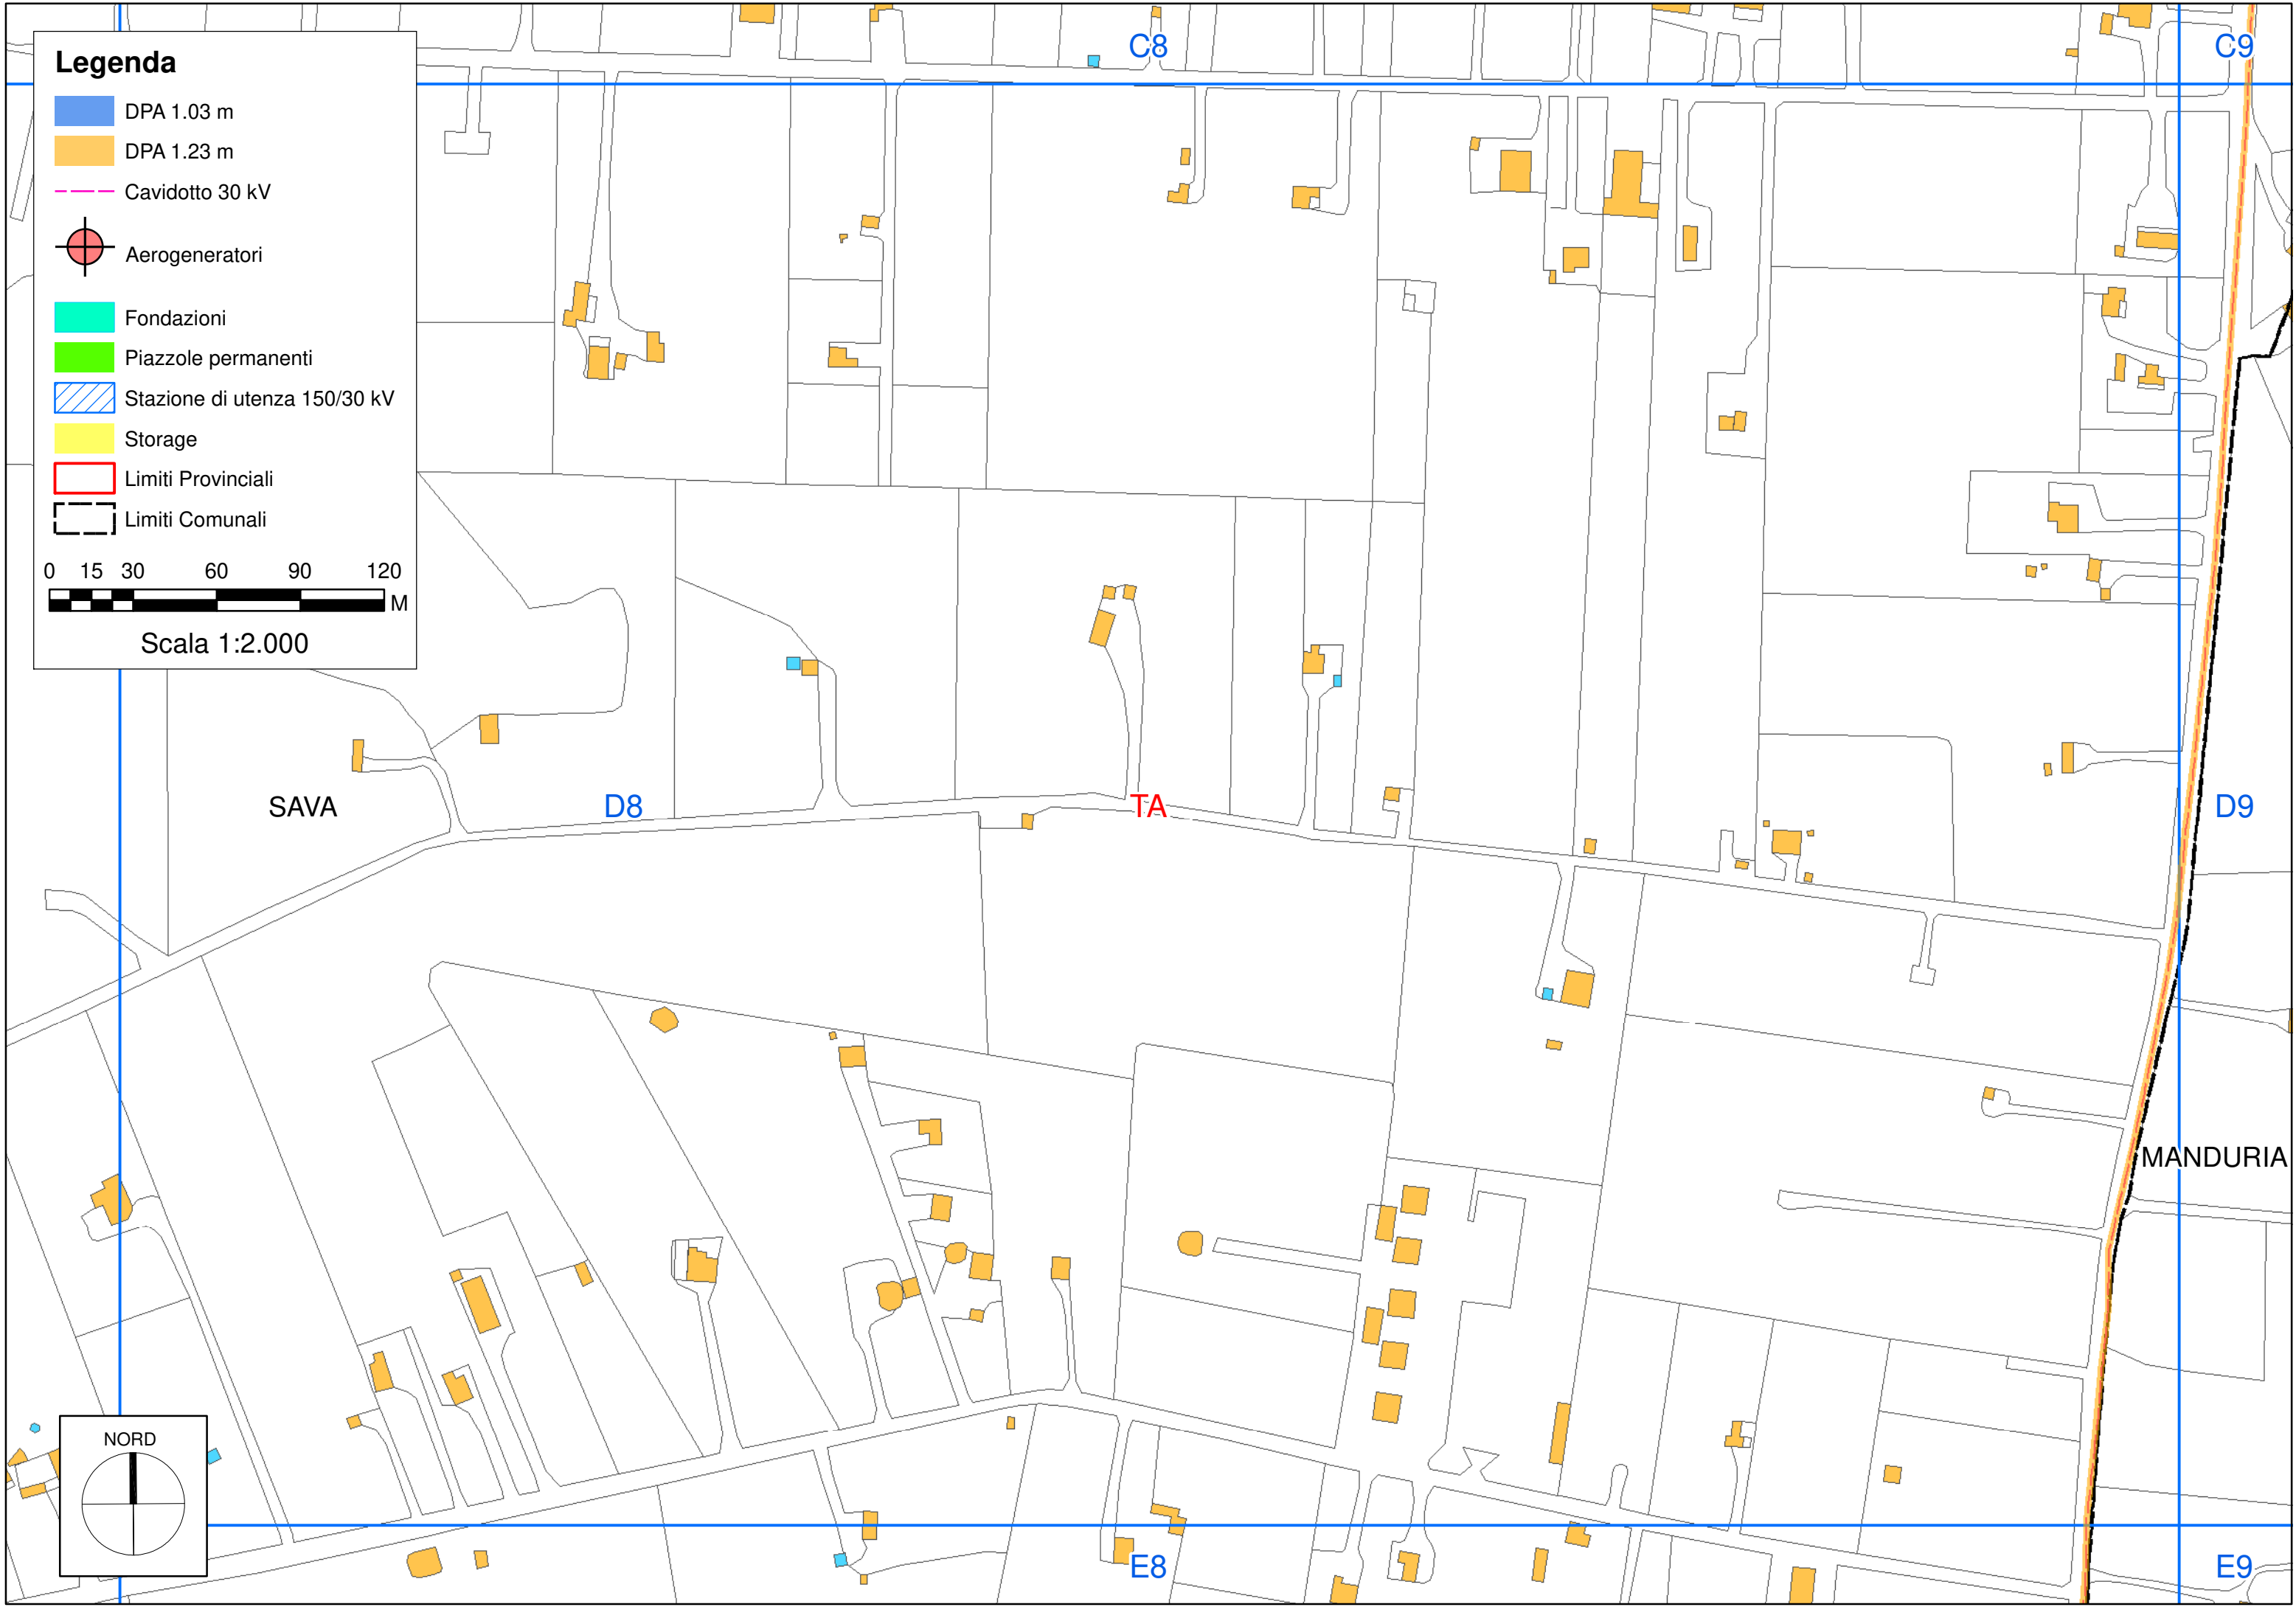 C8
C9
Legenda
DPA 1.03 m
DPA 1.23 m
Cavidotto 30 kV
Aerogeneratori
Fondazioni
Piazzole permanenti
Stazione di utenza 150/30 kV
Storage
Limiti Provinciali
Limiti Comunali
0 15 30 60 90 120
M
Scala 1:2.000
SAVA
D8
TA
D9
MANDURIA
NORD
E8
E9